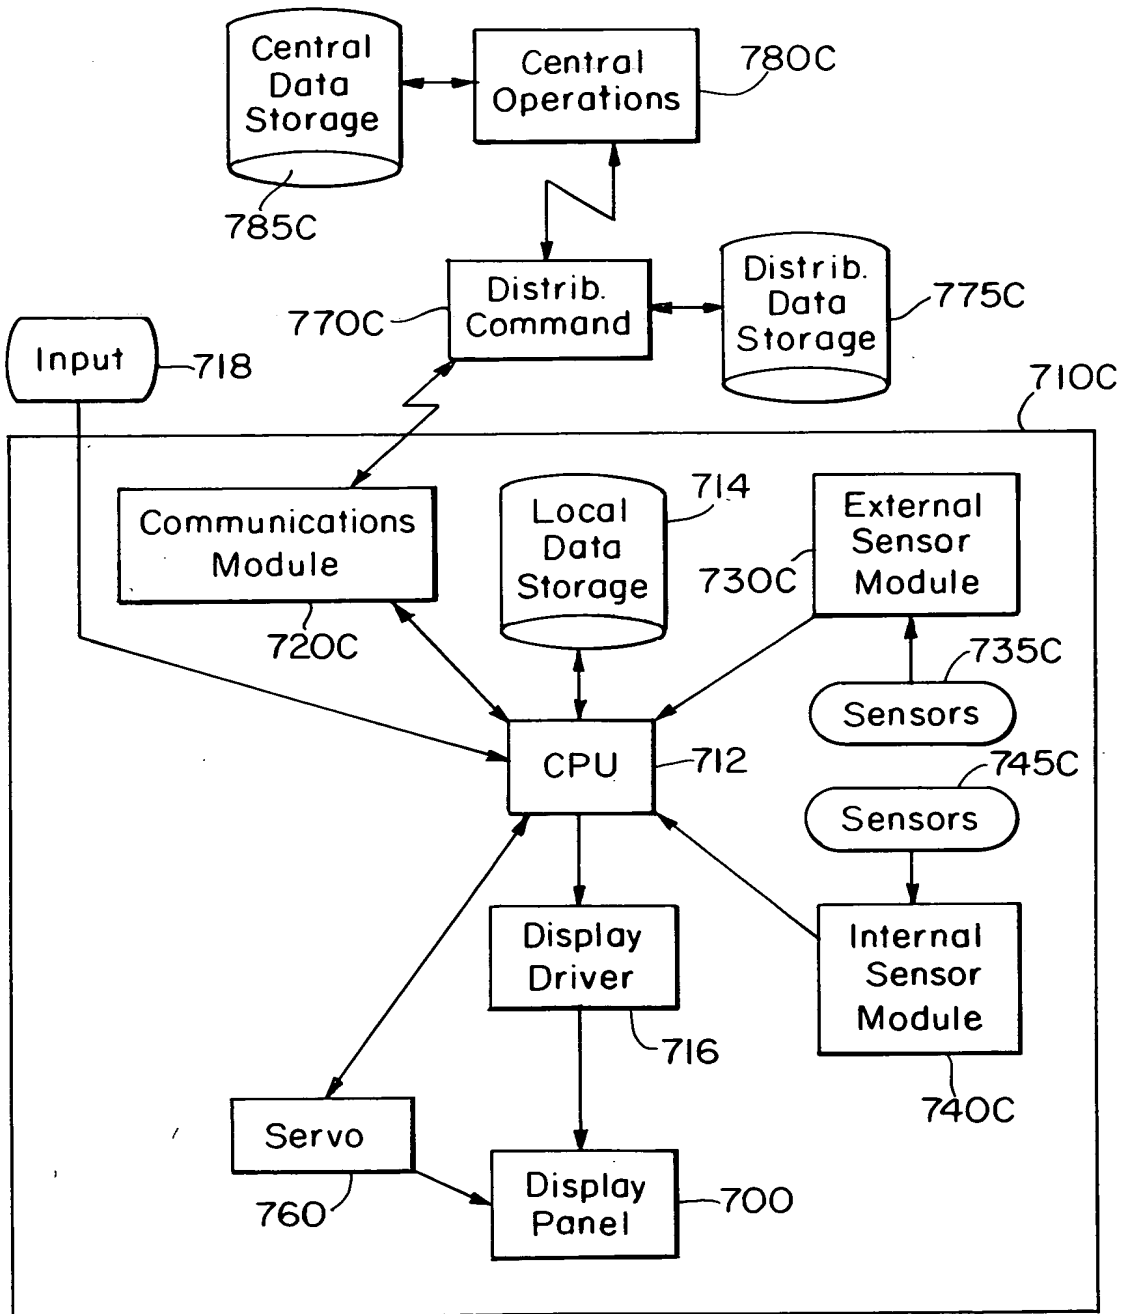 Central
Data
Storage
785C
Central
Operations
780C
Distrib.
Command
770C
Distrib.
Data
Storage
775C
Input
718
710C
Communications
Module
720C
Local
Data
Storage
714
External
Sensor
Module
730C
735C
Sensors
CPU
712
745C
Sensors
Display
Driver
716
Internal
Sensor
Module
740C
Servo
760
Display
Panel
700